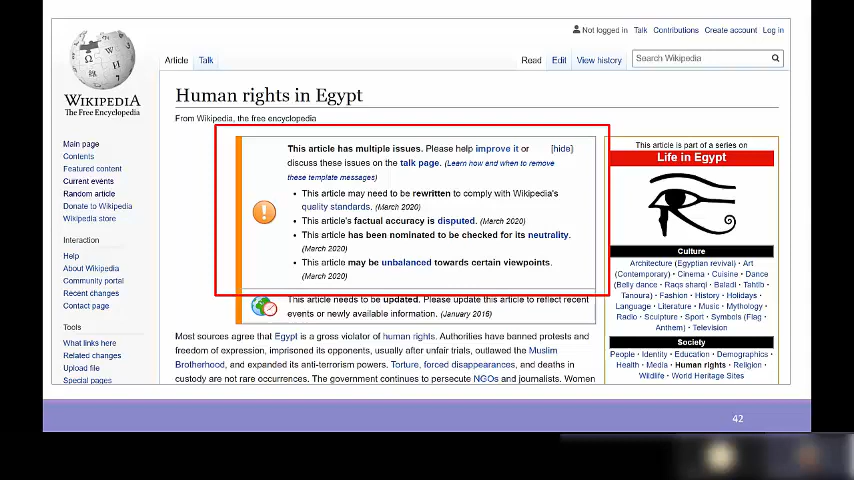 Not logged in Talk Contributions Create account Log in
Article Talk
Read Edit View history
Search Wikipedia
WIKIPEDIA
The Free Encyclopedia
Main page
Contents
Featured content
Current events
Random article
Donate to Wikipedia
Wikipedia store
Interaction
Help
About Wikipedia
Community portal
Recent changes
Contact page
Tools
What links here
Related changes
Upload file
Special pages
Human rights in Egypt
From Wikipedia, the free encyclopedia
This article has multiple issues. Please help improve it or [hide]
discuss these issues on the talk page. (Learn how and when to remove
these template messages)
• This article may need to be rewritten to comply with Wikipedia's
quality standards. (March 2020)
• This article's factual accuracy is disputed. (March 2020)
• This article has been nominated to be checked for its neutrality.
(March 2020)
• This article may be unbalanced towards certain viewpoints.
(March 2020)
This article needs to be updated. Please update this article to reflect recent
events or newly available information. (January 2016)
Most sources agree that Egypt is a gross violator of human rights. Authorities have banned protests and
freedom of expression, imprisoned its opponents, usually after unfair trials, outlawed the Muslim
Brotherhood, and expanded its anti-terrorism powers. Torture, forced disappearances, and deaths in
custody are not rare occurrences. The government continues to persecute NGOs and journalists. Women
This article is part of a series on
Life in Egypt
Culture
Architecture (Egyptian revival) · Art
(Contemporary) · Cinema · Cuisine · Dance
(Belly dance · Raqs sharqi · Baladi · Tahtib ·
Tanoura) · Fashion · History · Holidays ·
Language · Literature · Music · Mythology ·
Radio · Sculpture · Sport · Symbols (Flag ·
Anthem) · Television
Society
People · Identity · Education · Demographics ·
Health · Media · Human rights · Religion ·
Wildlife · World Heritage Sites
42